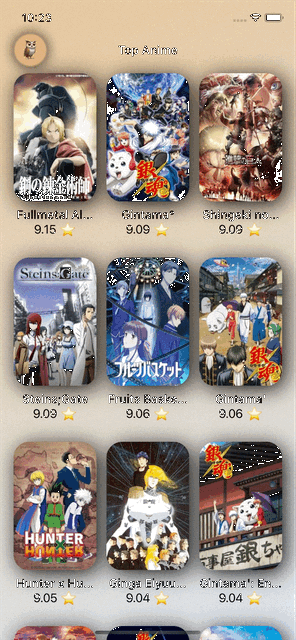 10:23
Top Anime
鋼の錬金術師
銀魂
進撃の巨人
Fullmetal Al...
Gintama°
Shingeki no...
9.15
9.09
9.09
Steins;Gate
フルーツバスケット
銀魂
Steins;Gate
Fruits Baske...
Gintama'
9.09
9.06
9.06
HUNTER
HUNTER
銀魂
事屋銀ちゃ
Hunter x Hu...
Ginga Eiyuu...
Gintama': En...
9.05
9.04
9.04